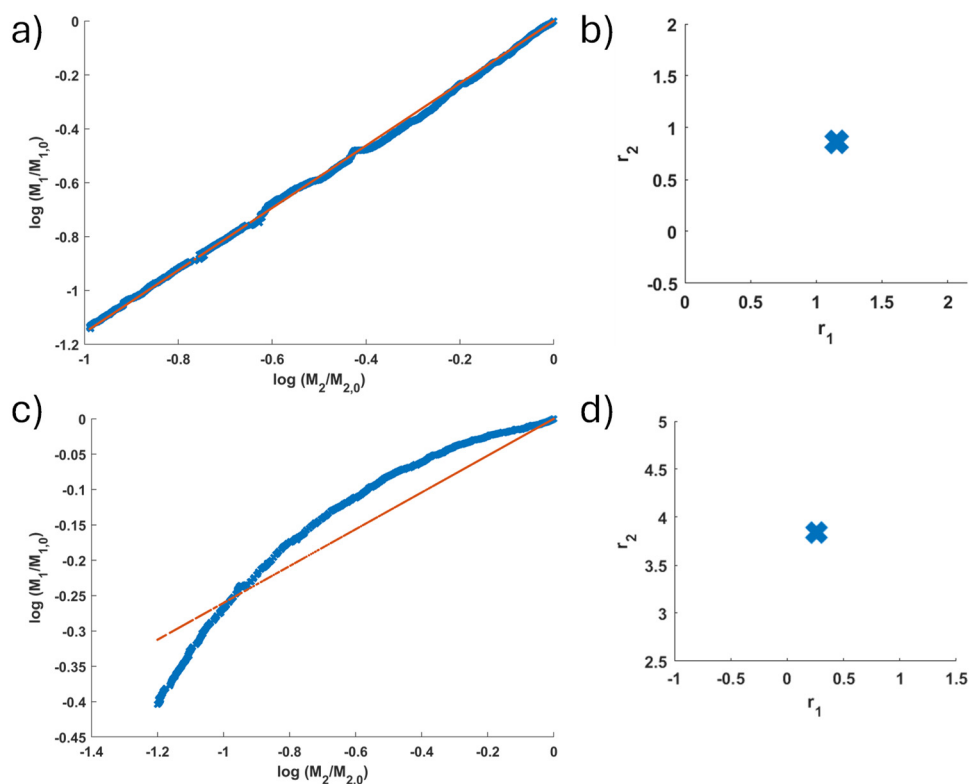 a)
0
-0.2
-0.4
-0.6
-0.8
-1
-1.2
log (M1/M1,0)
-1 -0.8 -0.6 -0.4 -0.2 0
log (M2/M2,0)
b)
2
1.5
1
0.5
0
-0.5
r2
0 0.5 1 1.5 2
r1
c)
0
-0.05
-0.1
-0.15
-0.2
-0.25
-0.3
-0.35
-0.4
-0.45
log (M1/M1,0)
-1.4 -1.2 -1 -0.8 -0.6 -0.4 -0.2 0
log (M2/M2,0)
d)
5
4.5
4
3.5
3
2.5
r2
-1 -0.5 0 0.5 1 1.5
r1